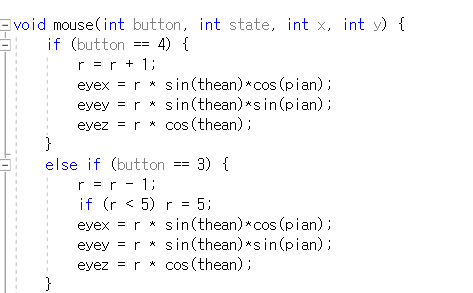 void mouse(int button, int state, int x, int y) {
    if (button == 4) {
        r = r + 1;
        eyex = r * sin(thean)*cos(pian);
        eyey = r * sin(thean)*sin(pian);
        eyez = r * cos(thean);
    }
    else if (button == 3) {
        r = r - 1;
        if (r < 5) r = 5;
        eyex = r * sin(thean)*cos(pian);
        eyey = r * sin(thean)*sin(pian);
        eyez = r * cos(thean);
    }